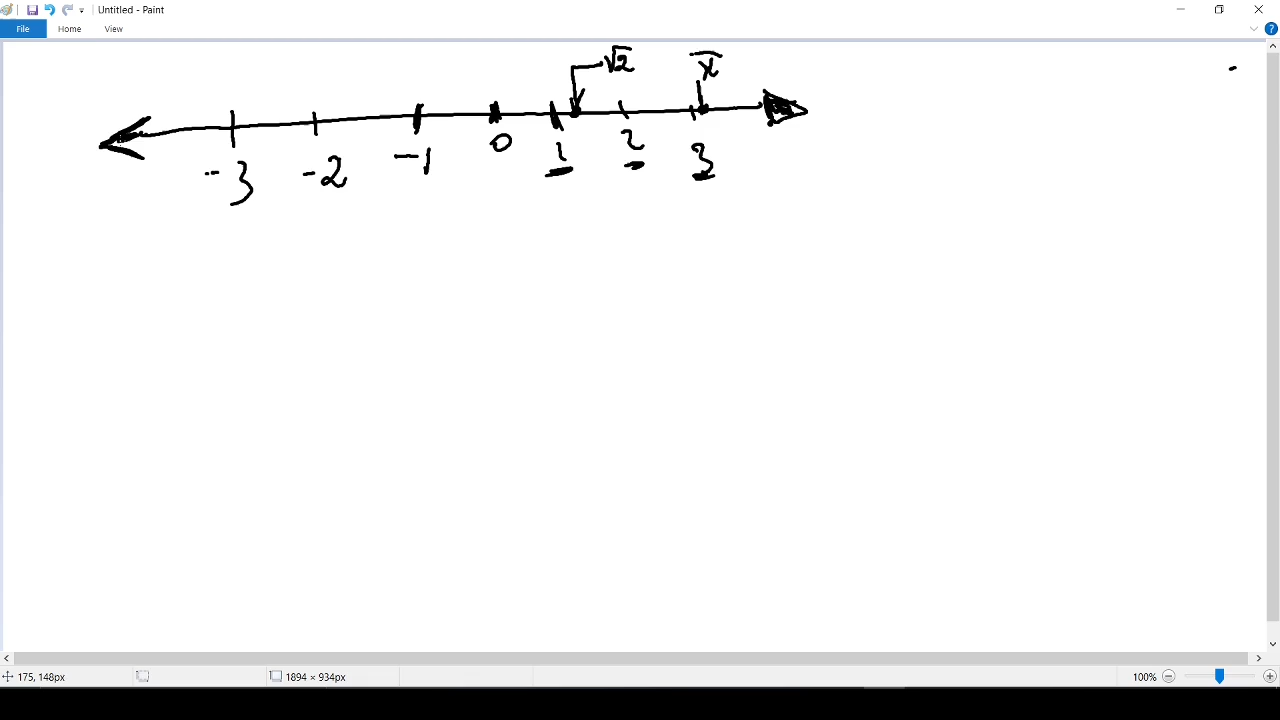 Untitled - Paint
File Home View
√2 x̅
-3 -2 -1 0 1 2 3
175, 148px 1894 × 934px 100%